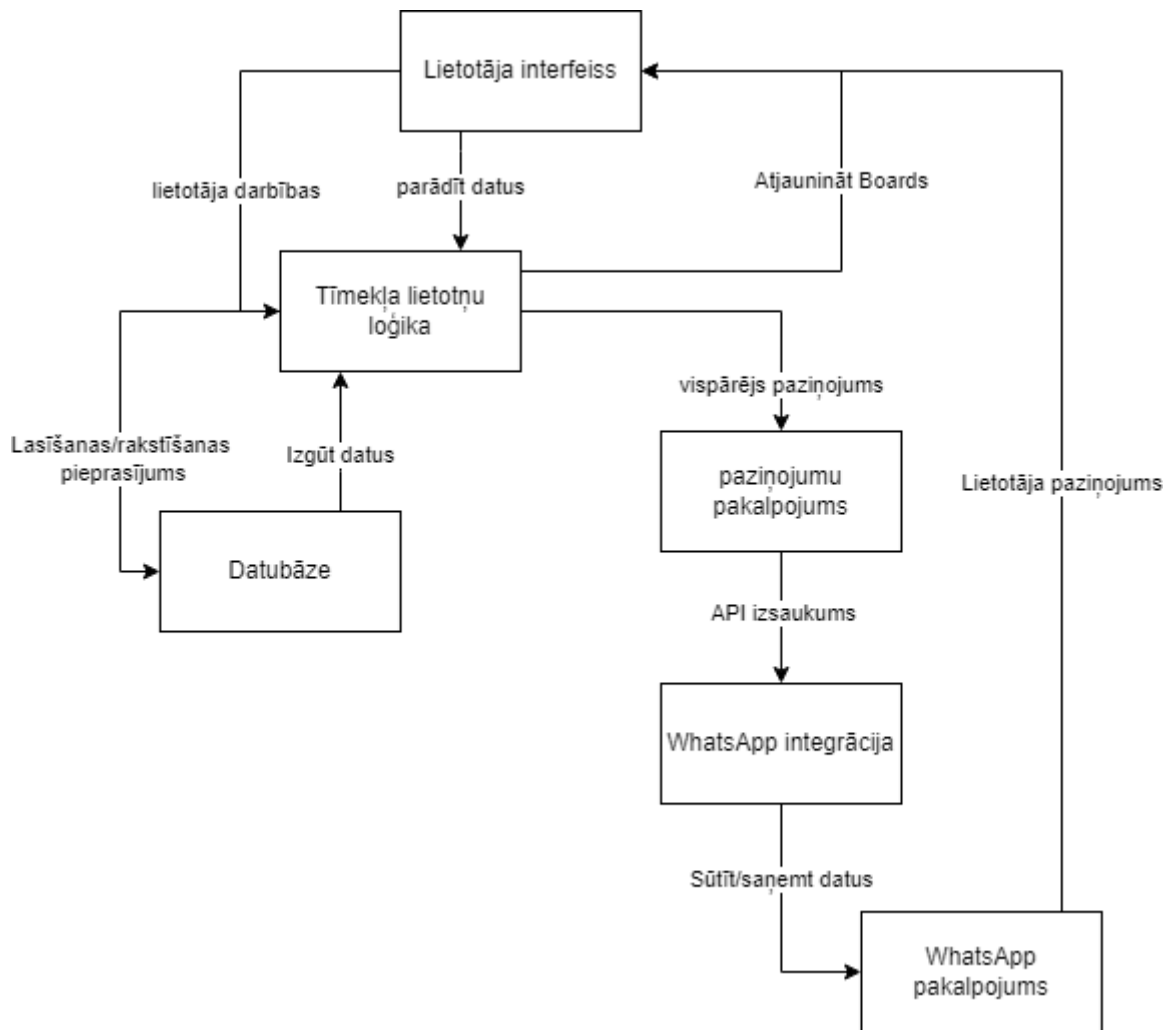 Lietotāja interfeiss
lietotāja darbības
parādīt datus
Atjaunināt Boards
Tīmekļa lietotņu
loģika
vispārējs paziņojums
Lasīšanas/rakstīšanas
pieprasījums
Izgūt datus
paziņojumu
pakalpojums
Lietotāja paziņojums
Datubāze
API izsaukums
WhatsApp integrācija
Sūtīt/saņemt datus
WhatsApp
pakalpojums